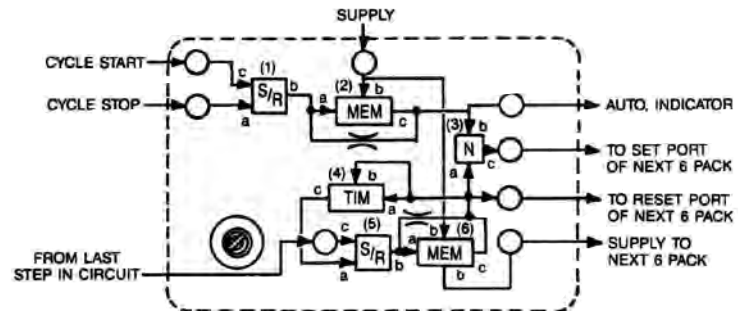 SUPPLY
CYCLE START
c
(1)
S/R
b
a
CYCLE STOP
(2)
b
a
MEM
c
(3)
b
N
a
c
AUTO, INDICATOR
TO SET PORT
OF NEXT 6 PACK
(4)
b
c
TIM
a
TO RESET PORT
OF NEXT 6 PACK
(5)
c
S/R
a
b
b
(6)
a
MEM
b
c
SUPPLY TO
NEXT 6 PACK
FROM LAST
STEP IN CIRCUIT